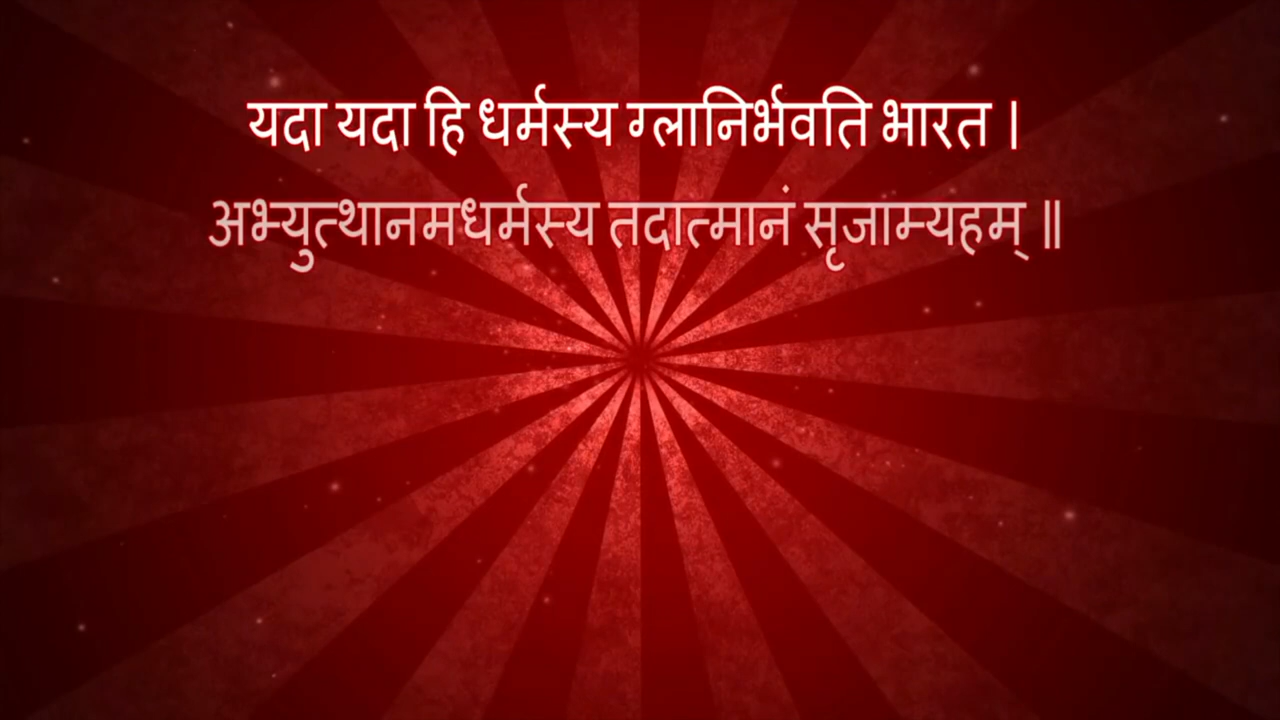 यदा यदा हि धर्मस्य ग्लानिर्भवति भारत ।
अभ्युत्थानमधर्मस्य तदात्मानं सृजाम्यहम् ॥